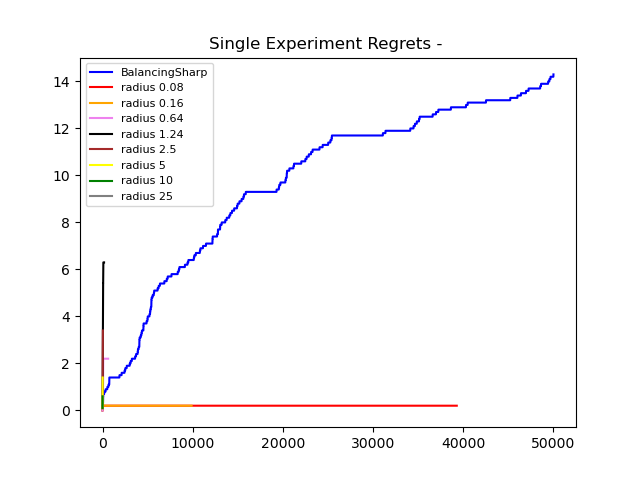 Single Experiment Regrets -
BalancingSharp
radius 0.08
radius 0.16
radius 0.64
radius 1.24
radius 2.5
radius 5
radius 10
radius 25
14
12
10
8
6
4
2
0
0 10000 20000 30000 40000 50000